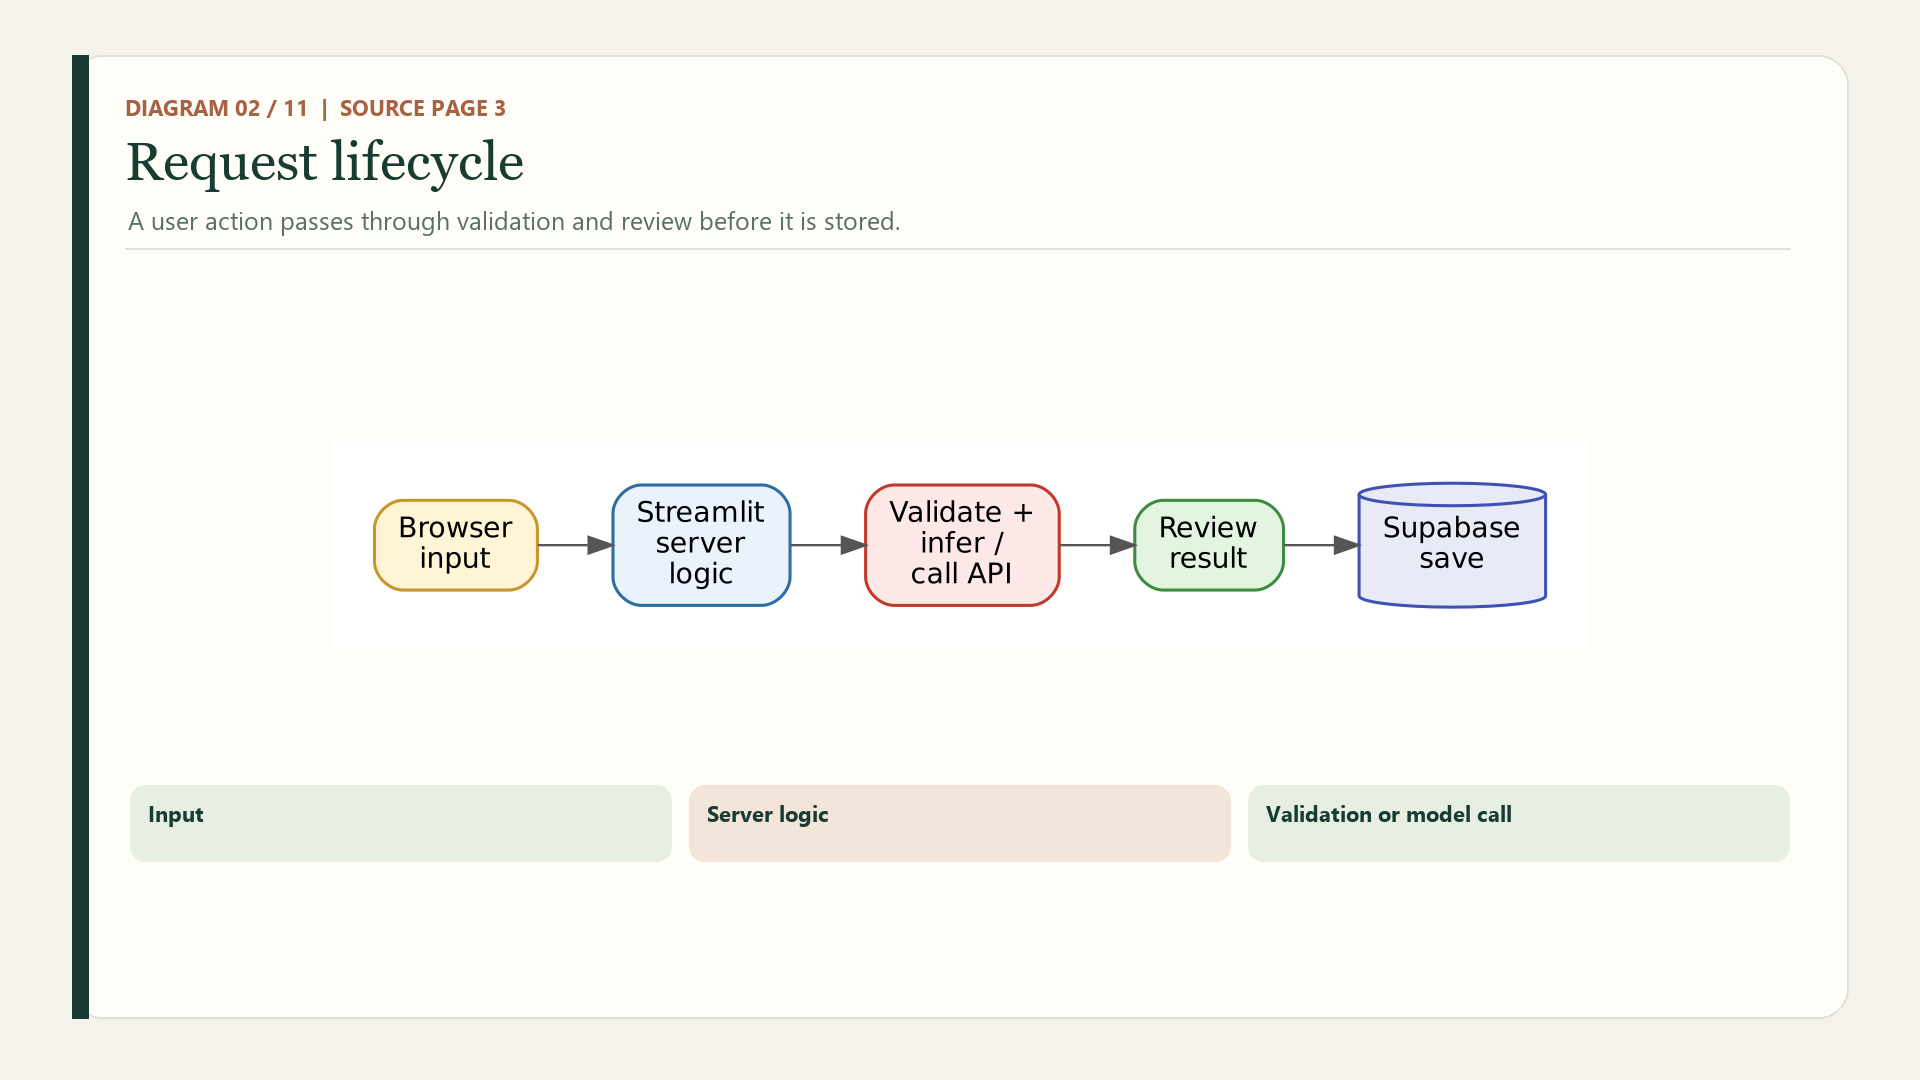 DIAGRAM 02 / 11 | SOURCE PAGE 3
Request lifecycle
A user action passes through validation and review before it is stored.
Browser
input
Streamlit
server
logic
Validate +
infer /
call API
Review
result
Supabase
save
Input
Server logic
Validation or model call